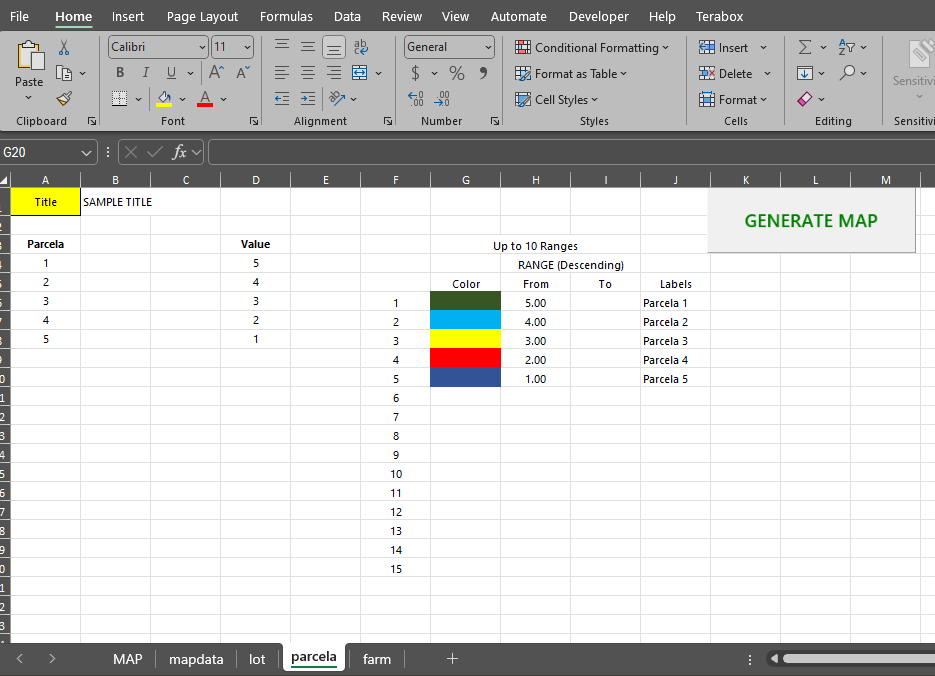 File Home Insert Page Layout Formulas Data Review View Automate Developer Help Terabox
Calibri 11 ab General Conditional Formatting Insert
Paste B I U A A $ % Format as Table Delete Sensitivi
A Cell Styles Format
Clipboard Font Alignment Number Styles Cells Editing Sensitivi
G20 fx
A B C D E F G H I J K L M
Title SAMPLE TITLE GENERATE MAP
Parcela Value Up to 10 Ranges
1 5 RANGE (Descending)
2 4 Color From To Labels
3 3 1 5.00 Parcela 1
4 2 2 4.00 Parcela 2
5 1 3 3.00 Parcela 3
4 2.00 Parcela 4
5 1.00 Parcela 5
6
7
8
9
10
11
12
13
14
15
MAP mapdata lot parcela farm